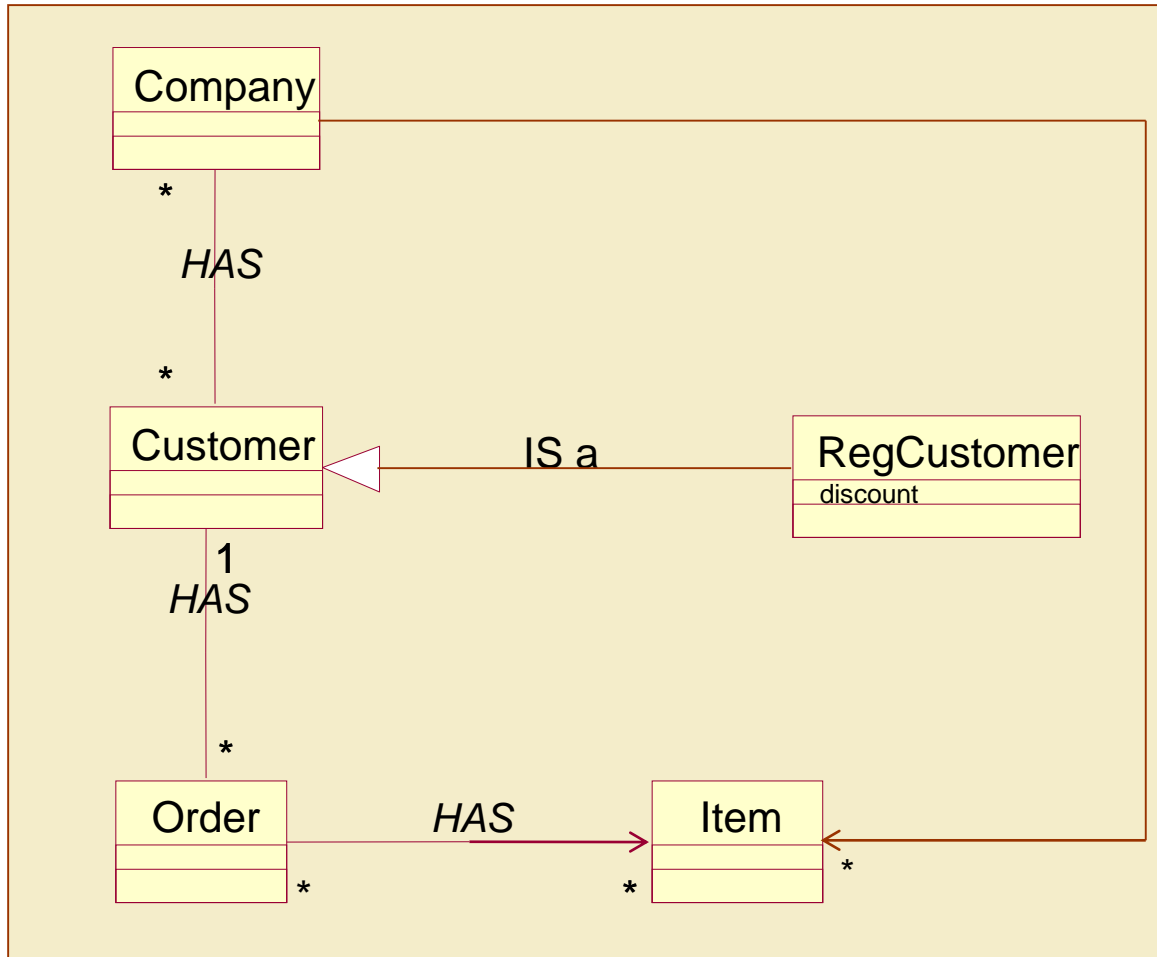 Company
*
HAS
*
Customer
IS a
RegCustomer
discount
1
HAS
*
Order
HAS
Item
*
*
*